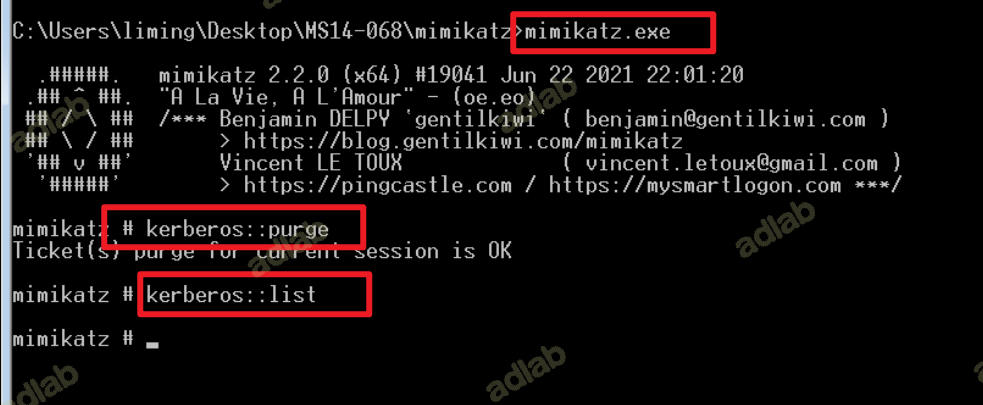 C:\Users\liming\Desktop\MS14-068\mimikatz>mimikatz.exe
  .#####.   mimikatz 2.2.0 (x64) #19041 Jun 22 2021 22:01:20
 .## ^ ##.  "A La Vie, A L'Amour" - (oe.eo)
 ## / \ ##  /*** Benjamin DELPY `gentilkiwi` ( benjamin@gentilkiwi.com )
 ## \ / ##       > https://blog.gentilkiwi.com/mimikatz
 '## v ##'       Vincent LE TOUX             ( vincent.letoux@gmail.com )
  '#####'        > https://pingcastle.com / https://mysmartlogon.com ***/
mimikatz # kerberos::purge
Ticket(s) purge for current session is OK
mimikatz # kerberos::list
mimikatz # _
adlab
adlab
adlab
adlab
adlab